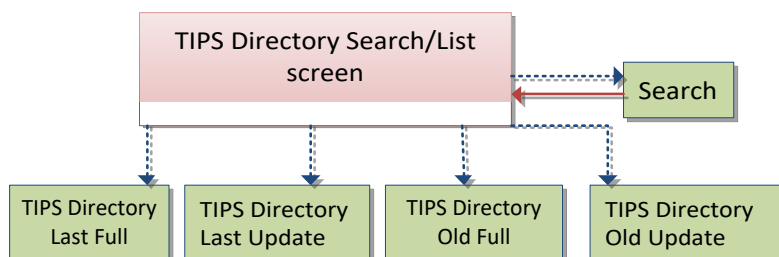 TIPS Directory Search/List
screen
Search
TIPS Directory
Last Full
TIPS Directory
Last Update
TIPS Directory
Old Full
TIPS Directory
Old Update